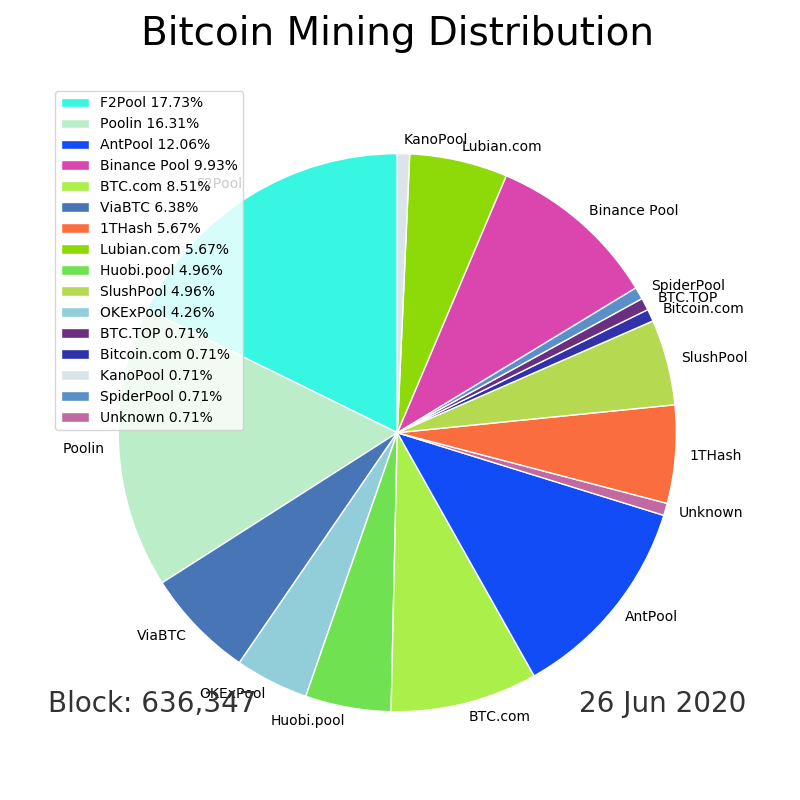 Bitcoin Mining Distribution
F2Pool 17.73%
Poolin 16.31%
AntPool 12.06%
Binance Pool 9.93%
BTC.com 8.51%
ViaBTC 6.38%
1THash 5.67%
Lubian.com 5.67%
Huobi.pool 4.96%
SlushPool 4.96%
OKExPool 4.26%
BTC.TOP 0.71%
Bitcoin.com 0.71%
KanoPool 0.71%
SpiderPool 0.71%
Unknown 0.71%
KanoPool
Lubian.com
F2Pool
Binance Pool
SpiderPool
BTC.TOP
Bitcoin.com
SlushPool
Poolin
1THash
Unknown
AntPool
ViaBTC
OKExPool
Huobi.pool
BTC.com
Block: 636,347
26 Jun 2020